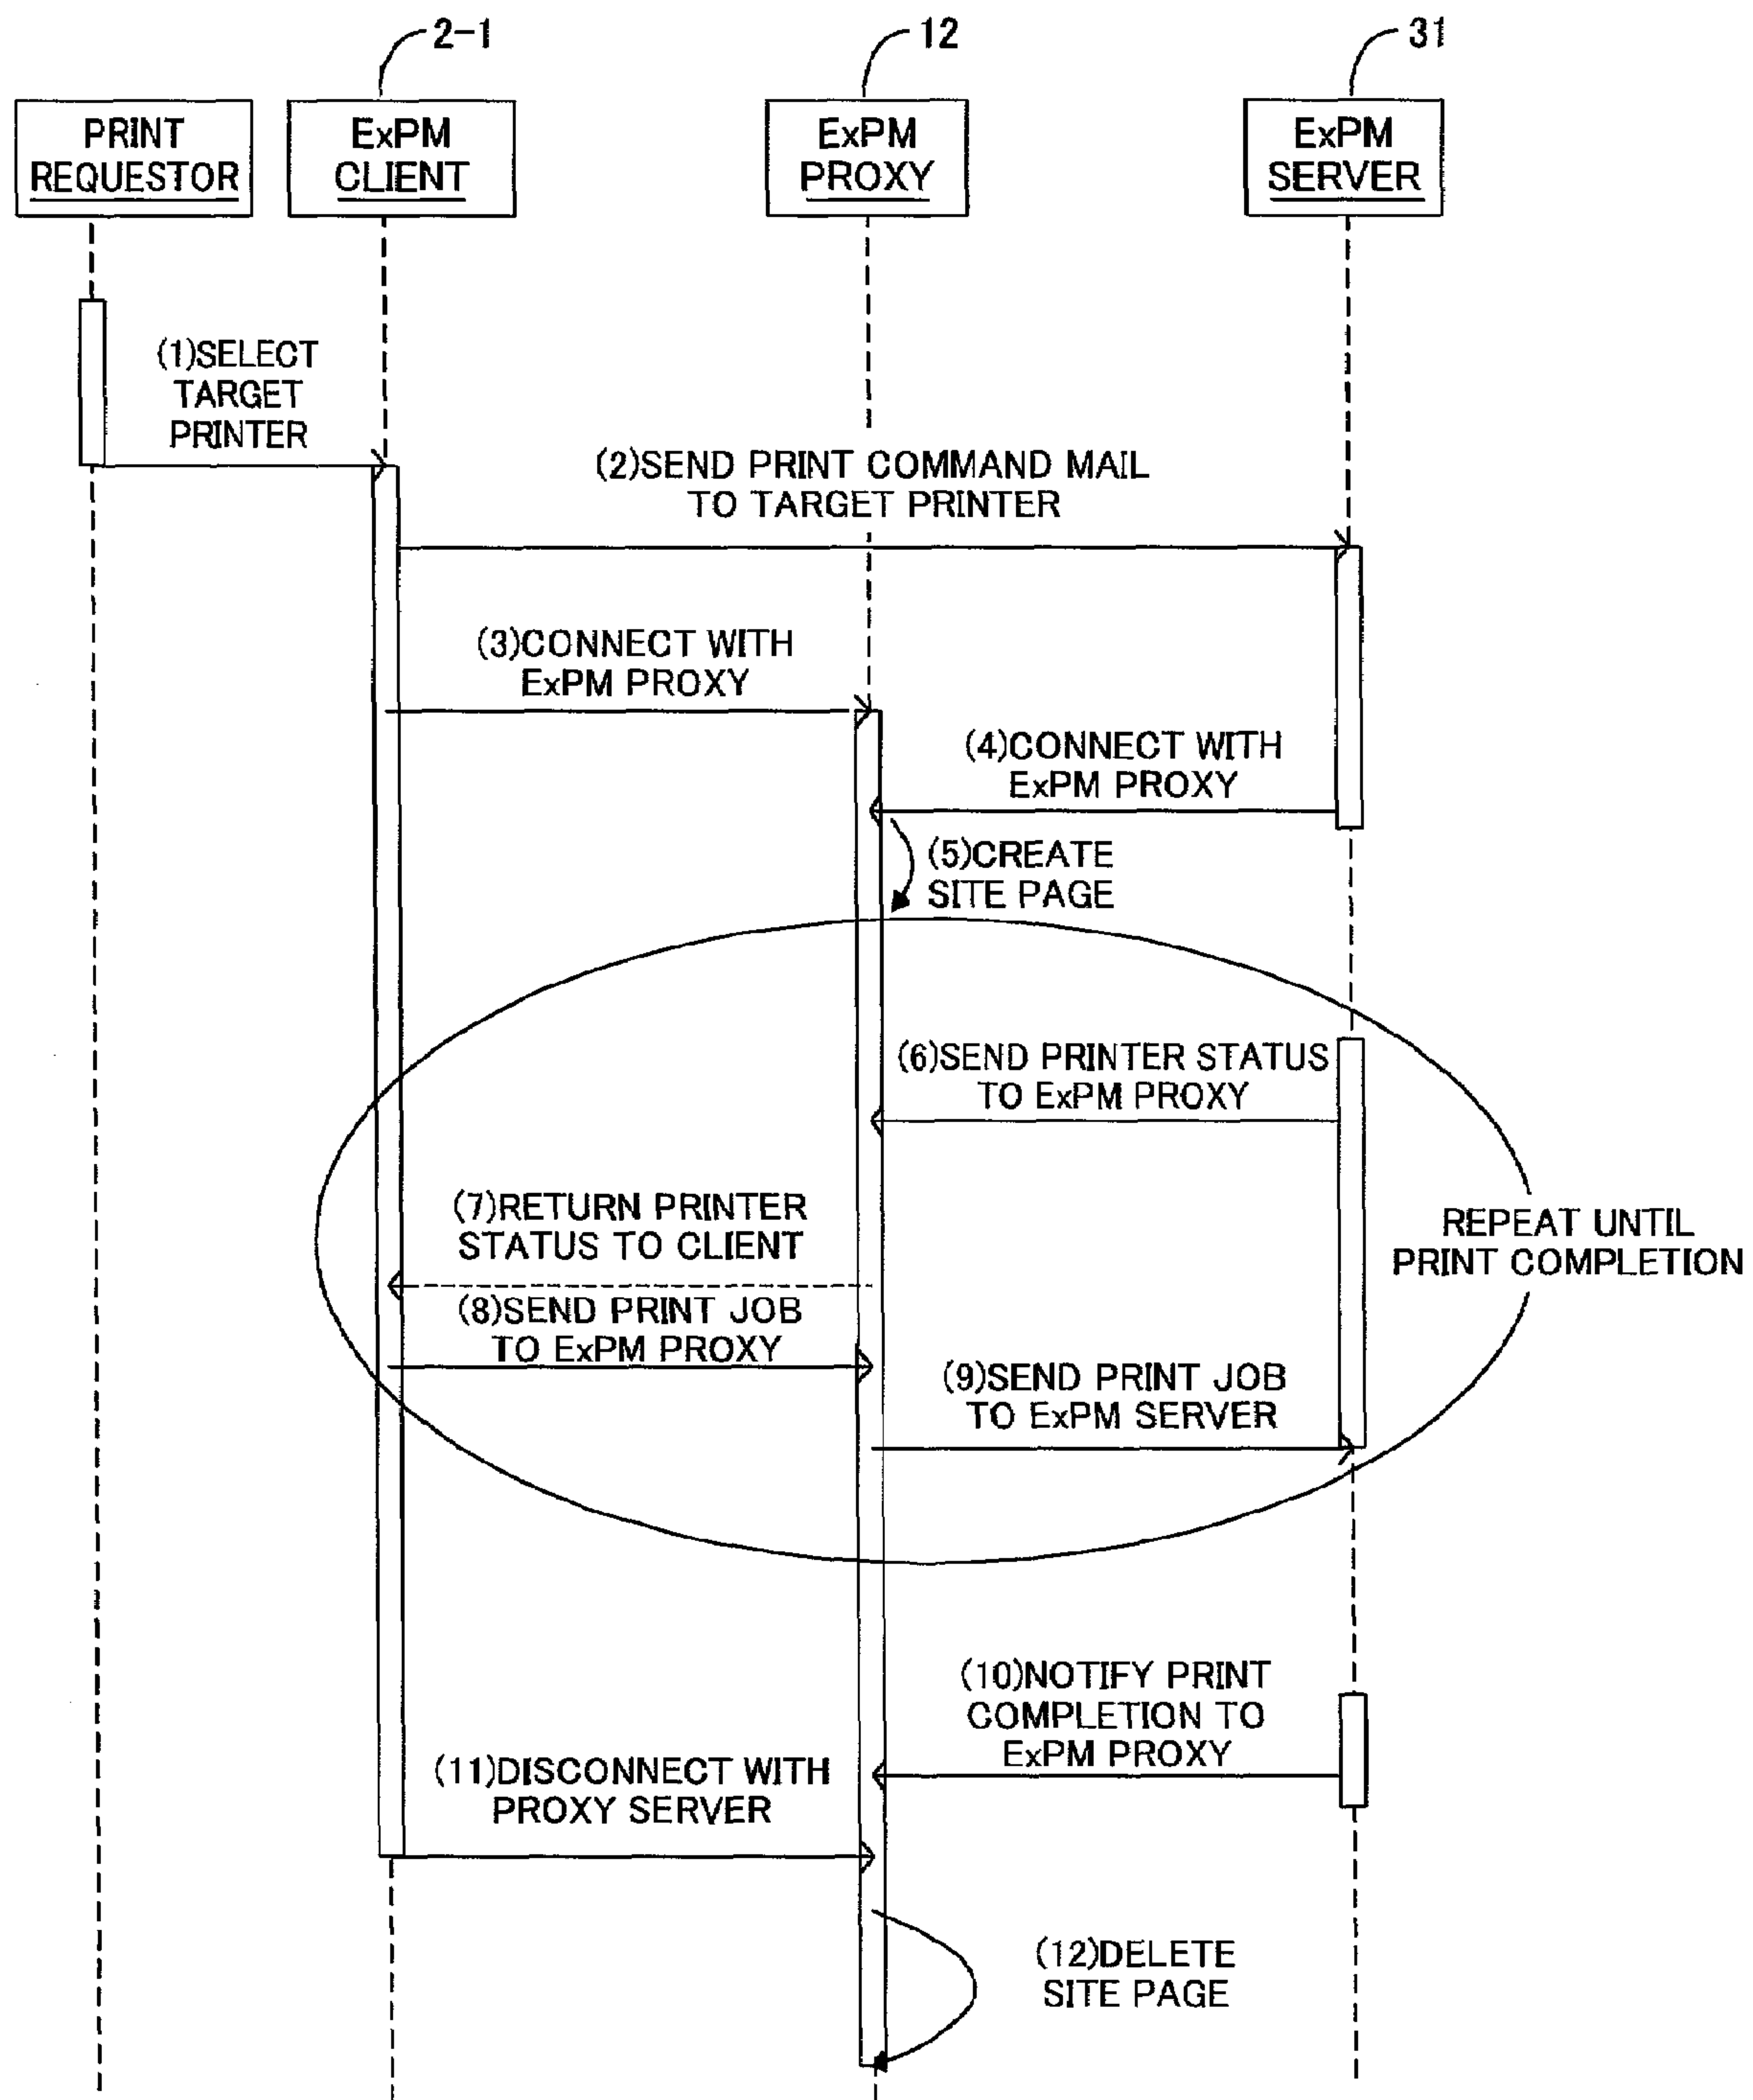 2-1
12
31
PRINT
REQUESTOR
ExPM
CLIENT
ExPM
PROXY
ExPM
SERVER
(1)SELECT
TARGET
PRINTER
(2)SEND PRINT COMMAND MAIL
TO TARGET PRINTER
(3)CONNECT WITH
ExPM PROXY
(4)CONNECT WITH
ExPM PROXY
(5)CREATE
SITE PAGE
(6)SEND PRINTER STATUS
TO ExPM PROXY
(7)RETURN PRINTER
STATUS TO CLIENT
REPEAT UNTIL
PRINT COMPLETION
(8)SEND PRINT JOB
TO ExPM PROXY
(9)SEND PRINT JOB
TO ExPM SERVER
(10)NOTIFY PRINT
COMPLETION TO
ExPM PROXY
(11)DISCONNECT WITH
PROXY SERVER
(12)DELETE
SITE PAGE